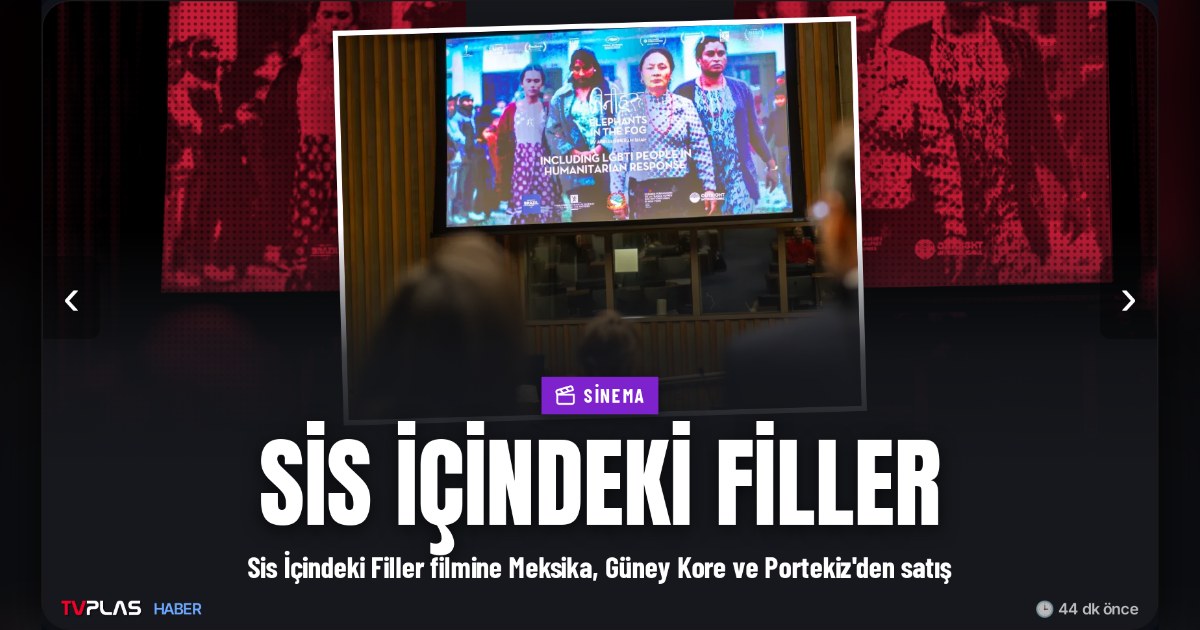 ELEPHANTS
IN THE FOG
INCLUDING LGBTI PEOPLE IN
HUMANITARIAN RESPONSE
SİNEMA
SİS İÇİNDEKİ FİLLER
Sis İçindeki Filler filmine Meksika, Güney Kore ve Portekiz'den satış
TVPLAS HABER
44 dk önce